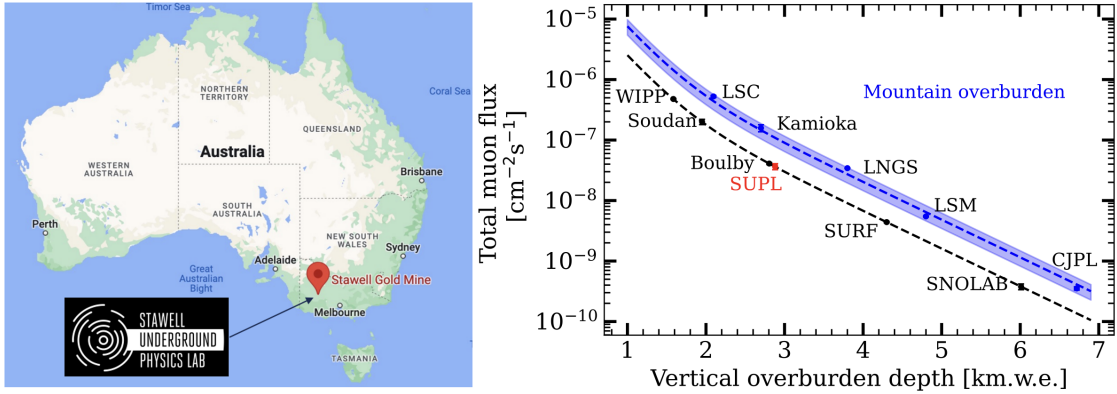 Timor Sea
Coral Sea
NORTHERN
TERRITORY
QUEENSLAND
Australia
WESTERN
AUSTRALIA
Brisbane
SOUTH
AUSTRALIA
Perth
NEW SOUTH
WALES
Sydney
Adelaide
Great
Australian
Bight
Stawell Gold Mine
Melbourne
STAWELL
UNDERGROUND
PHYSICS LAB
TASMANIA
Total muon flux
[cm⁻²s⁻¹]
10⁻⁵
10⁻⁶
10⁻⁷
10⁻⁸
10⁻⁹
10⁻¹⁰
Mountain overburden
WIPP
LSC
Soudan
Kamioka
Boulby
SUPL
LNGS
LSM
SURF
CJPL
SNOLAB
1 2 3 4 5 6 7
Vertical overburden depth [km.w.e.]